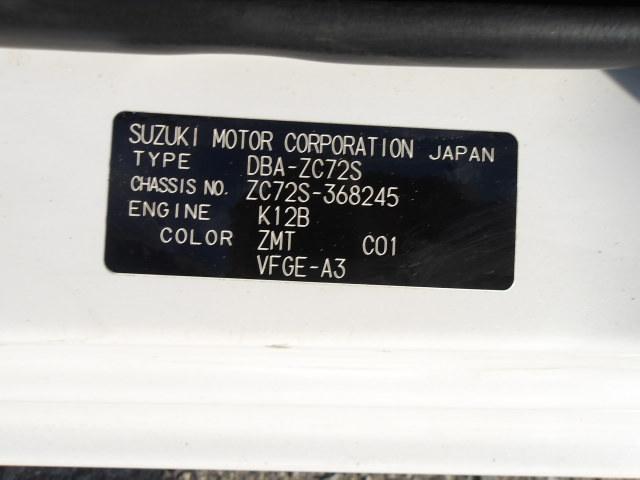 SUZUKI MOTOR CORPORATION JAPAN
TYPE DBA-ZC72S
CHASSIS NO. ZC72S-368245
ENGINE K12B
COLOR ZMT C01
VFGE-A3